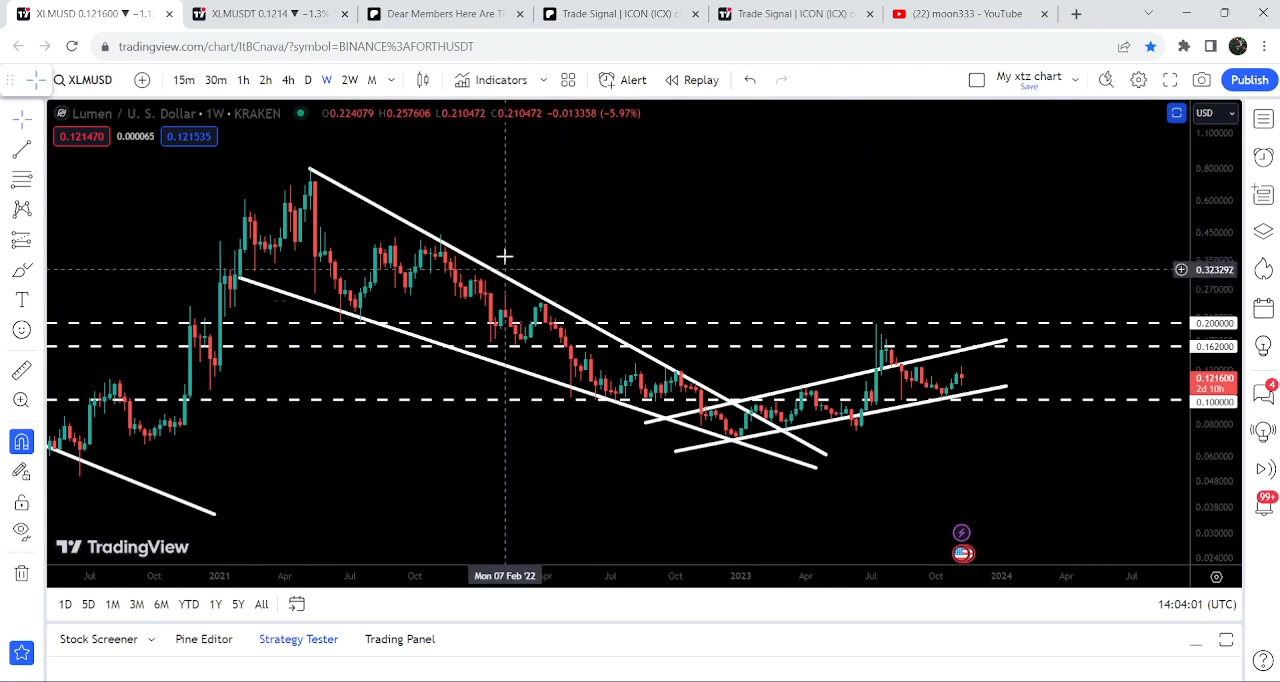 XLMUSD 0.121600 ▼ −1.1
XLMUSDT 0.1214 ▼ −1.3%
Dear Members Here Are T
Trade Signal | ICON (ICX) c
Trade Signal | ICON (ICX) c
(22) moon333 - YouTube
tradingview.com/chart/ItBCnava/?symbol=BINANCE%3AFORTHUSDT
XLMUSD
15m 30m 1h 2h 4h D W 2W M
Indicators
Alert
Replay
My xtz chart
Save
Publish
Lumen / U. S. Dollar • 1W • KRAKEN
O0.224079 H0.257606 L0.210472 C0.210472 −0.013358 (−5.97%)
USD
0.121470 0.000065 0.121535
1.100000
0.800000
0.600000
0.450000
0.323292
0.270000
0.200000
0.162000
0.121600
2d 10h
0.100000
0.080000
0.060000
0.048000
0.038000
0.030000
0.024000
4
99+
TradingView
Jul Oct 2021 Apr Jul Oct Mon 07 Feb '22 Apr Jul Oct 2023 Apr Jul Oct 2024 Apr Jul
1D 5D 1M 3M 6M YTD 1Y 5Y All
14:04:01 (UTC)
Stock Screener Pine Editor Strategy Tester Trading Panel